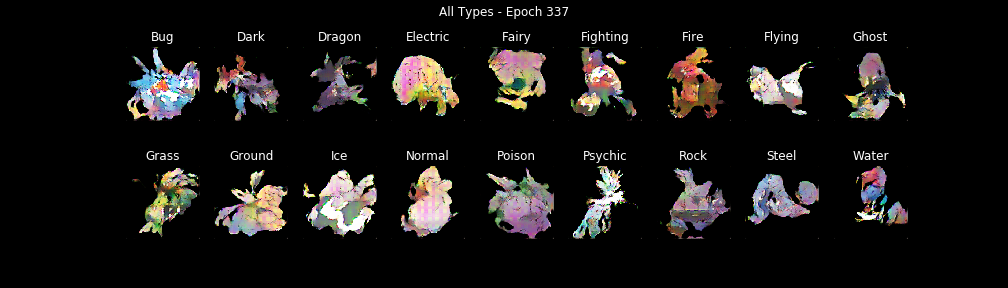 All Types - Epoch 337
Bug Dark Dragon Electric Fairy Fighting Fire Flying Ghost
Grass Ground Ice Normal Poison Psychic Rock Steel Water